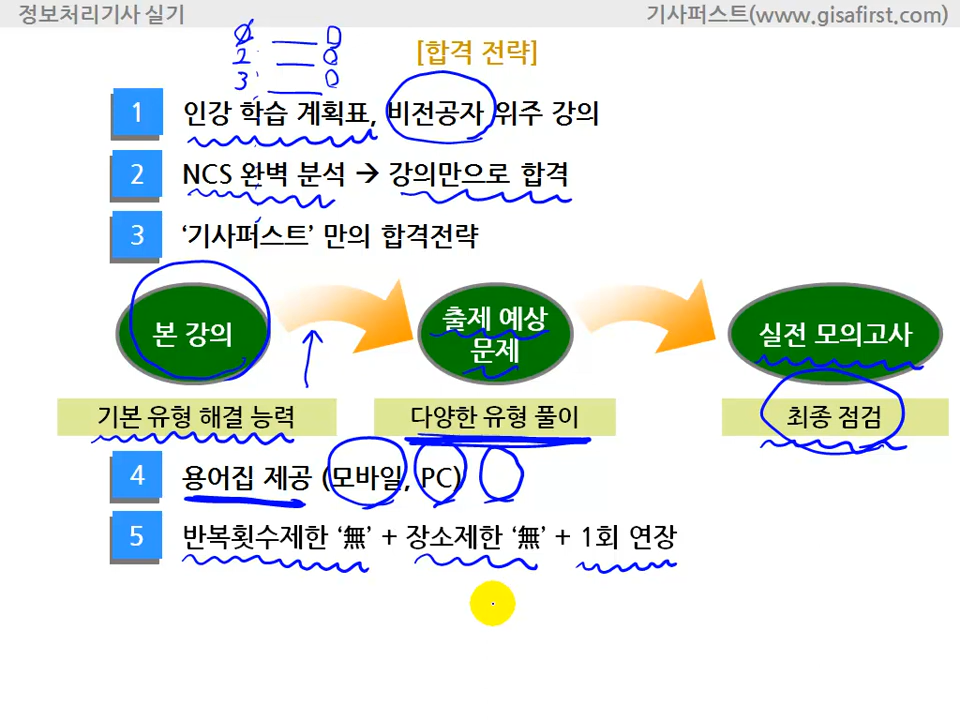 정보처리기사 실기
기사퍼스트(www.gisafirst.com)
[합격 전략]
1 인강 학습 계획표, 비전공자 위주 강의
2 NCS 완벽 분석 → 강의만으로 합격
3 ‘기사퍼스트’ 만의 합격전략
본 강의
출제 예상
문제
실전 모의고사
기본 유형 해결 능력
다양한 유형 풀이
최종 점검
4 용어집 제공 (모바일, PC)
5 반복횟수제한 ‘無’ + 장소제한 ‘無’ + 1회 연장